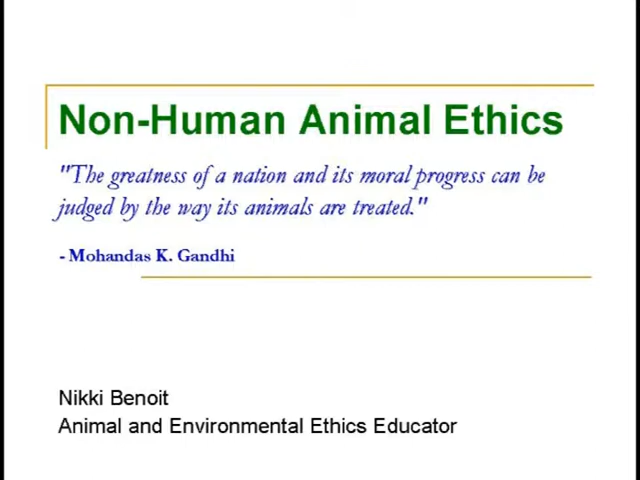 Non-Human Animal Ethics
"The greatness of a nation and its moral progress can be
judged by the way its animals are treated."
- Mohandas K. Gandhi
Nikki Benoit
Animal and Environmental Ethics Educator